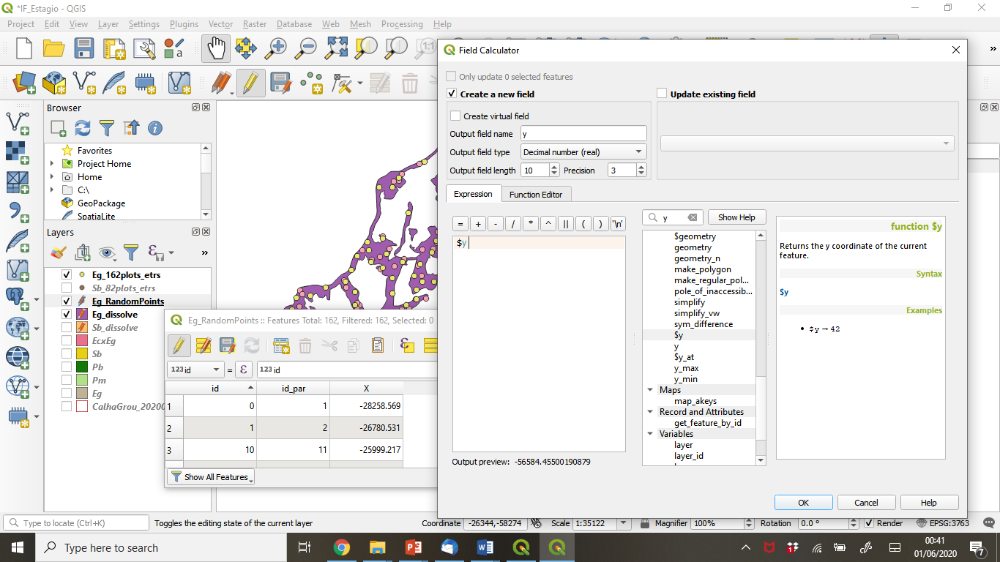 *IF_Estagio - QGIS
Project Edit View Layer Settings Plugins Vector Raster Database Web Mesh Processing Help
1:1
»
Browser
Favorites
Project Home
Home
C:\
GeoPackage
SpatiaLite
Layers
»
Eg_162plots_etrs
Sb_82plots_etrs
Eg_RandomPoints
Eg_dissolve
Sb_dissolve
EcxEg
Sb
Pb
Pm
Eg
CalhaGrou_2020
Eg_RandomPoints :: Features Total: 162, Filtered: 162, Selected: 0
123 id = ε 123 id
id id_par X
1 0 1 -28258.569
2 1 2 -26780.531
3 10 11 -25999.217
Show All Features
Field Calculator
Only update 0 selected features
Create a new field
Update existing field
Create virtual field
Output field name y
Output field type Decimal number (real)
Output field length 10 Precision 3
Expression Function Editor
= + - / * ^ || ( ) '\n'
y Show Help
$y
$geometry
geometry
geometry_n
make_polygon
make_regular_pol...
pole_of_inaccessib...
simplify
simplify_vw
sym_difference
$y
y
$y_at
y_max
y_min
Maps
map_akeys
Record and Attributes
get_feature_by_id
Variables
layer
layer_id
function $y
Returns the y coordinate of the current
feature.
Syntax
$y
Examples
• $y → 42
Output preview: -56584.45500190879
OK Cancel Help
Type to locate (Ctrl+K) Toggles the editing state of the current layer Coordinate -26344,-58274 Scale 1:35122 Magnifier 100% Rotation 0.0 ° Render EPSG:3763
Type here to search
00:41
01/06/2020
7